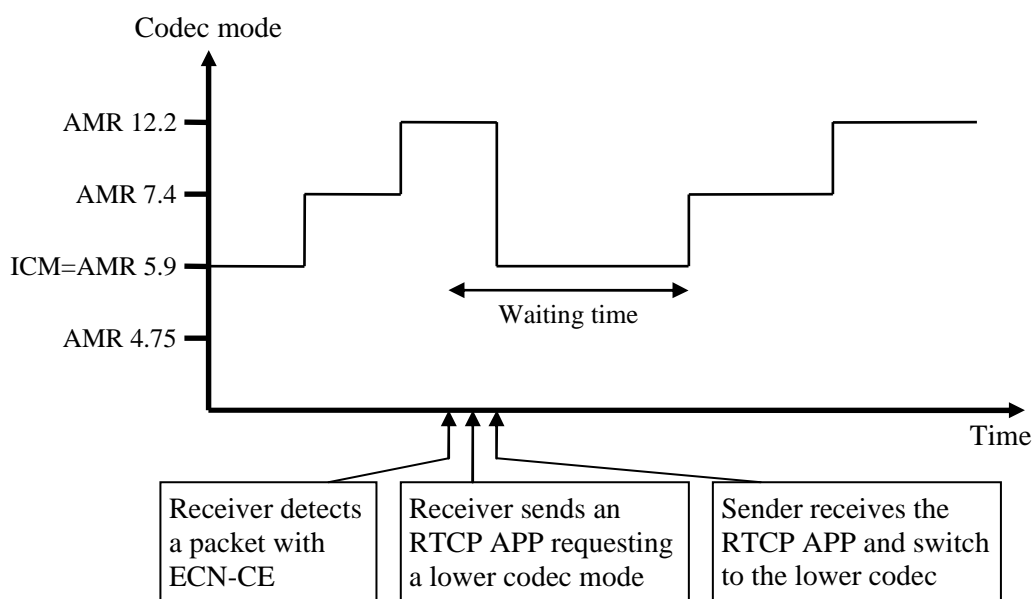 Codec mode
AMR 12.2
AMR 7.4
ICM=AMR 5.9
AMR 4.75
Waiting time
Time
Receiver detects
a packet with
ECN-CE
Receiver sends an
RTCP APP requesting
a lower codec mode
Sender receives the
RTCP APP and switch
to the lower codec